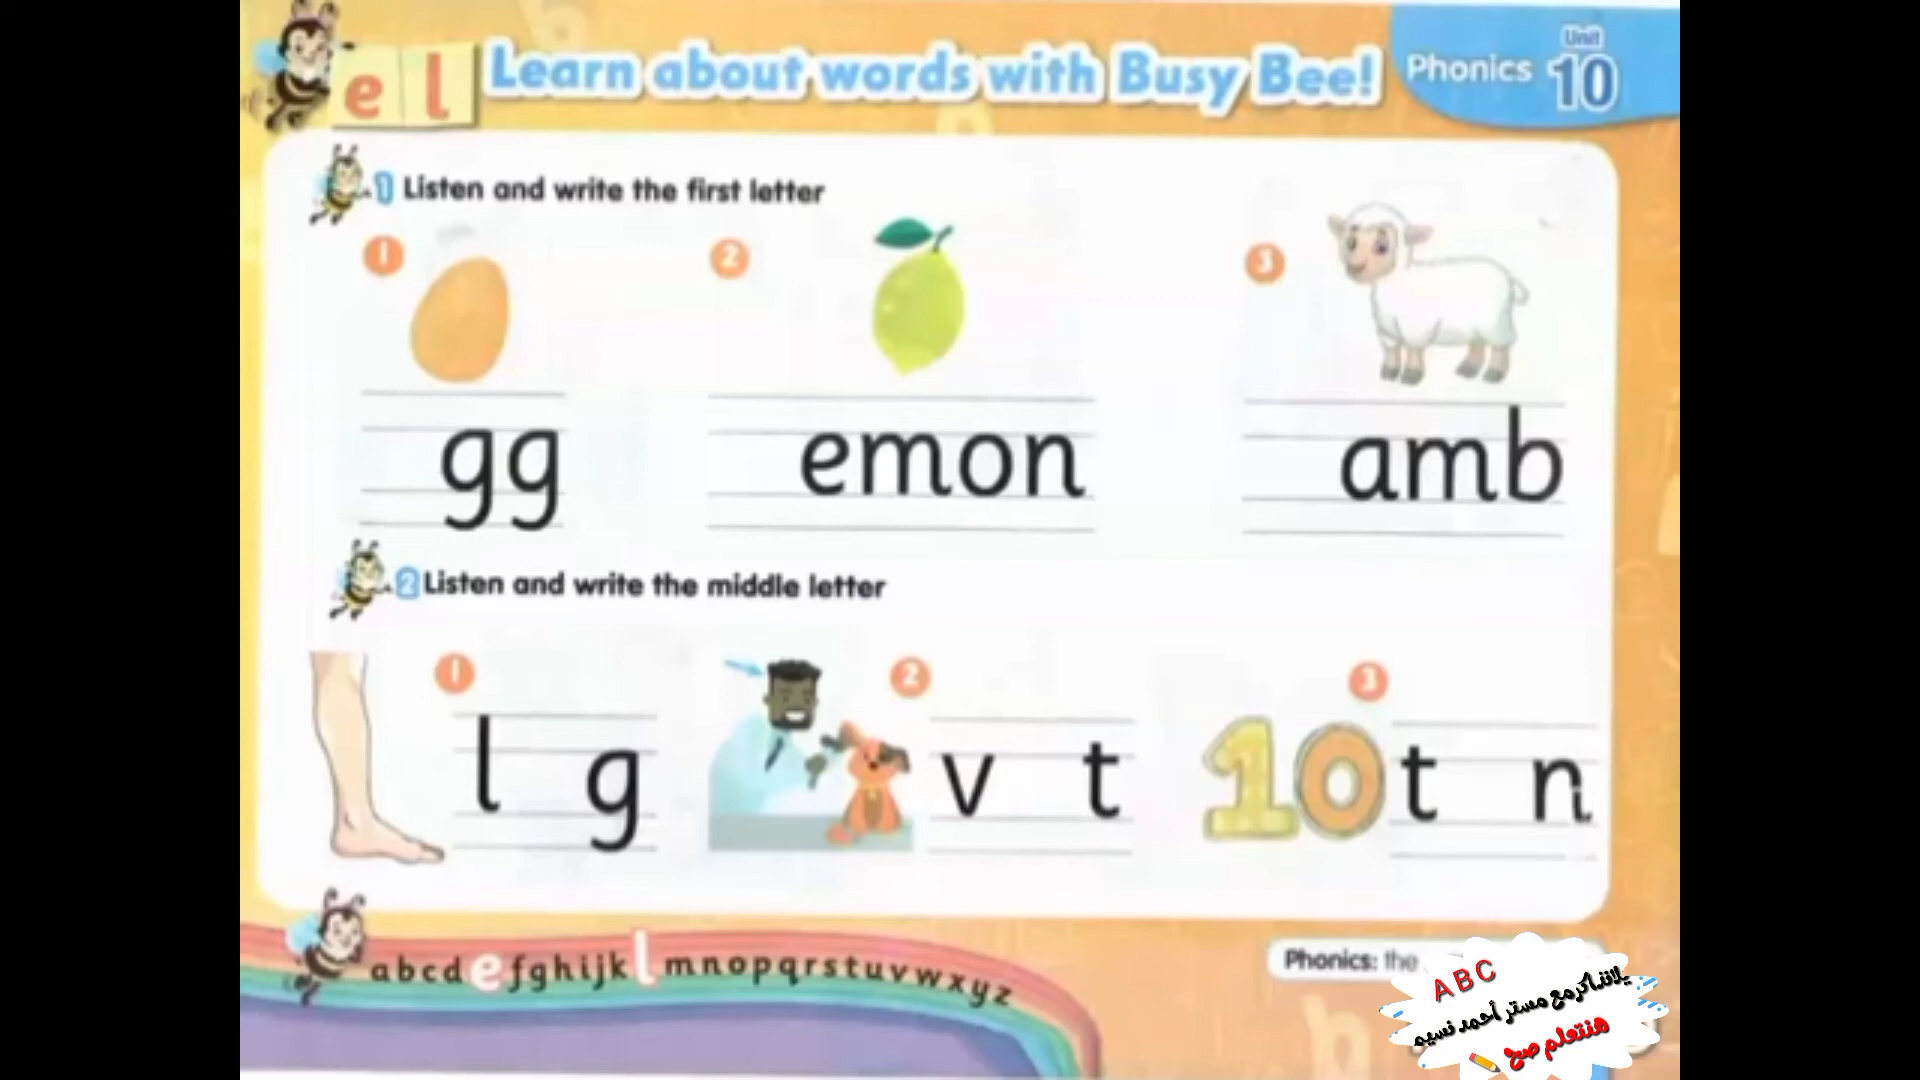 e l Learn about words with Busy Bee! Phonics Unit 10
1 Listen and write the first letter
1 2 3
gg emon amb
2 Listen and write the middle letter
1 2 3
l g v t t n
abcdefghijklmnopqrstuvwxyz
Phonics: the
ABC
يلا نذاكر مع مستر أحمد نسيم
هنتعلم صح